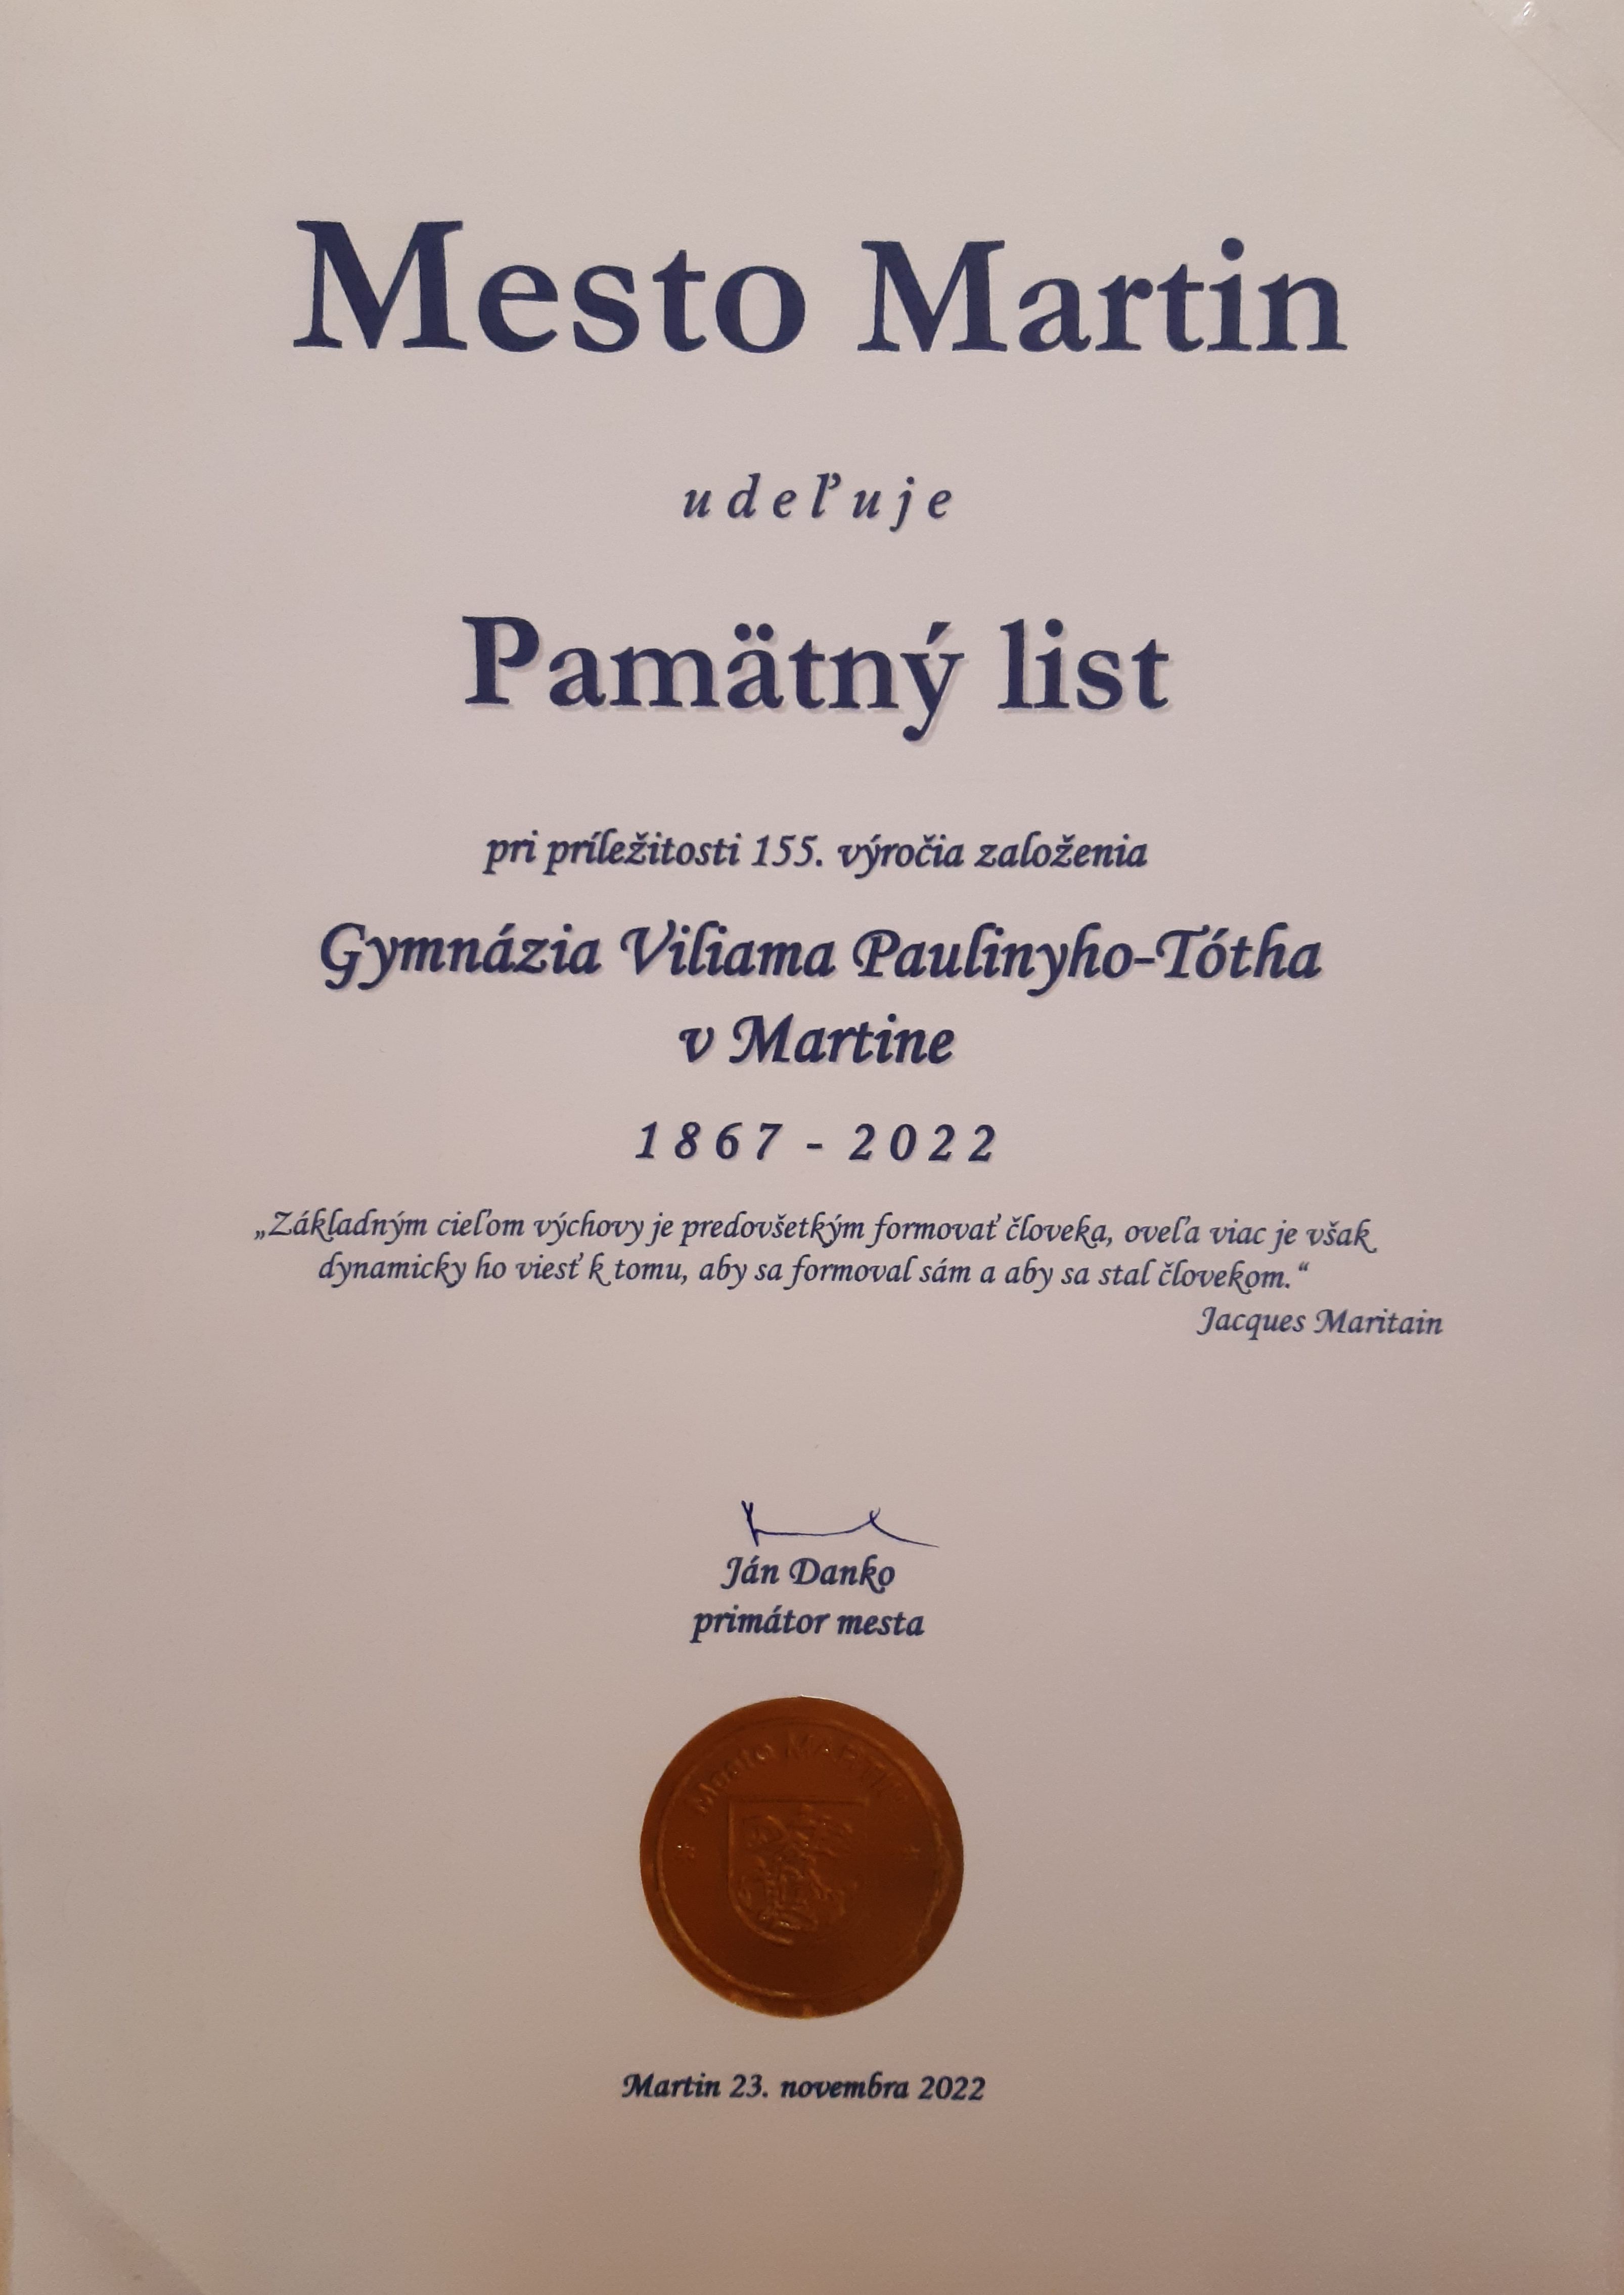 Mesto Martin
udeľuje
Pamätný list
pri príležitosti 155. výročia založenia
Gymnázia Viliama Paulinyho-Tótha
v Martine
1867 - 2022
„Základným cieľom výchovy je predovšetkým formovať človeka, oveľa viac je však
dynamicky ho viesť k tomu, aby sa formoval sám a aby sa stal človekom.“
Jacques Maritain
Ján Danko
primátor mesta
Mesto MARTIN
Martin 23. novembra 2022